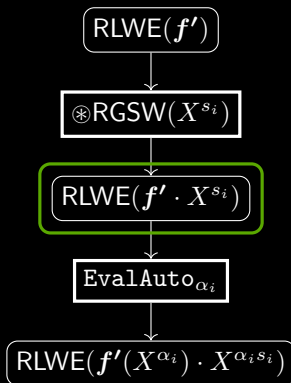 RLWE(𝒇′)
⊛RGSW(X^{s_i})
RLWE(𝒇′ · X^{s_i})
EvalAuto_{α_i}
RLWE(𝒇′(X^{α_i}) · X^{α_i s_i})